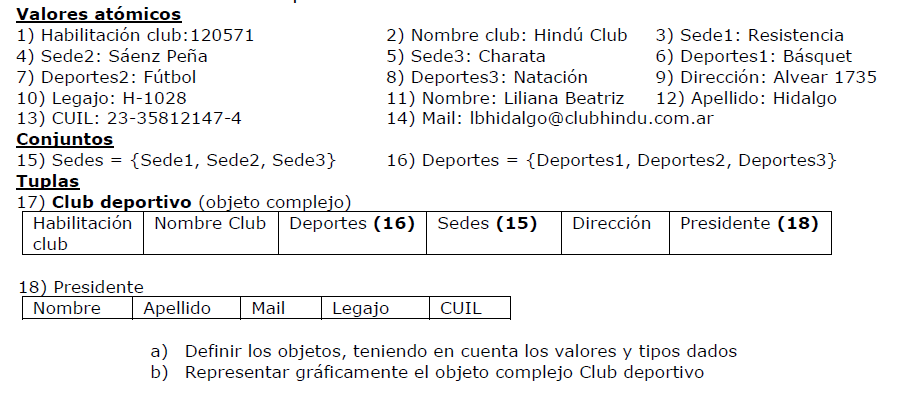 Valores atómicos
1) Habilitación club:120571 2) Nombre club: Hindú Club 3) Sede1: Resistencia
4) Sede2: Sáenz Peña 5) Sede3: Charata 6) Deportes1: Básquet
7) Deportes2: Fútbol 8) Deportes3: Natación 9) Dirección: Alvear 1735
10) Legajo: H-1028 11) Nombre: Liliana Beatriz 12) Apellido: Hidalgo
13) CUIL: 23-35812147-4 14) Mail: lbhidalgo@clubhindu.com.ar
Conjuntos
15) Sedes = {Sede1, Sede2, Sede3} 16) Deportes = {Deportes1, Deportes2, Deportes3}
Tuplas
17) Club deportivo (objeto complejo)
Habilitación club Nombre Club Deportes (16) Sedes (15) Dirección Presidente (18)
18) Presidente
Nombre Apellido Mail Legajo CUIL
a) Definir los objetos, teniendo en cuenta los valores y tipos dados
b) Representar gráficamente el objeto complejo Club deportivo